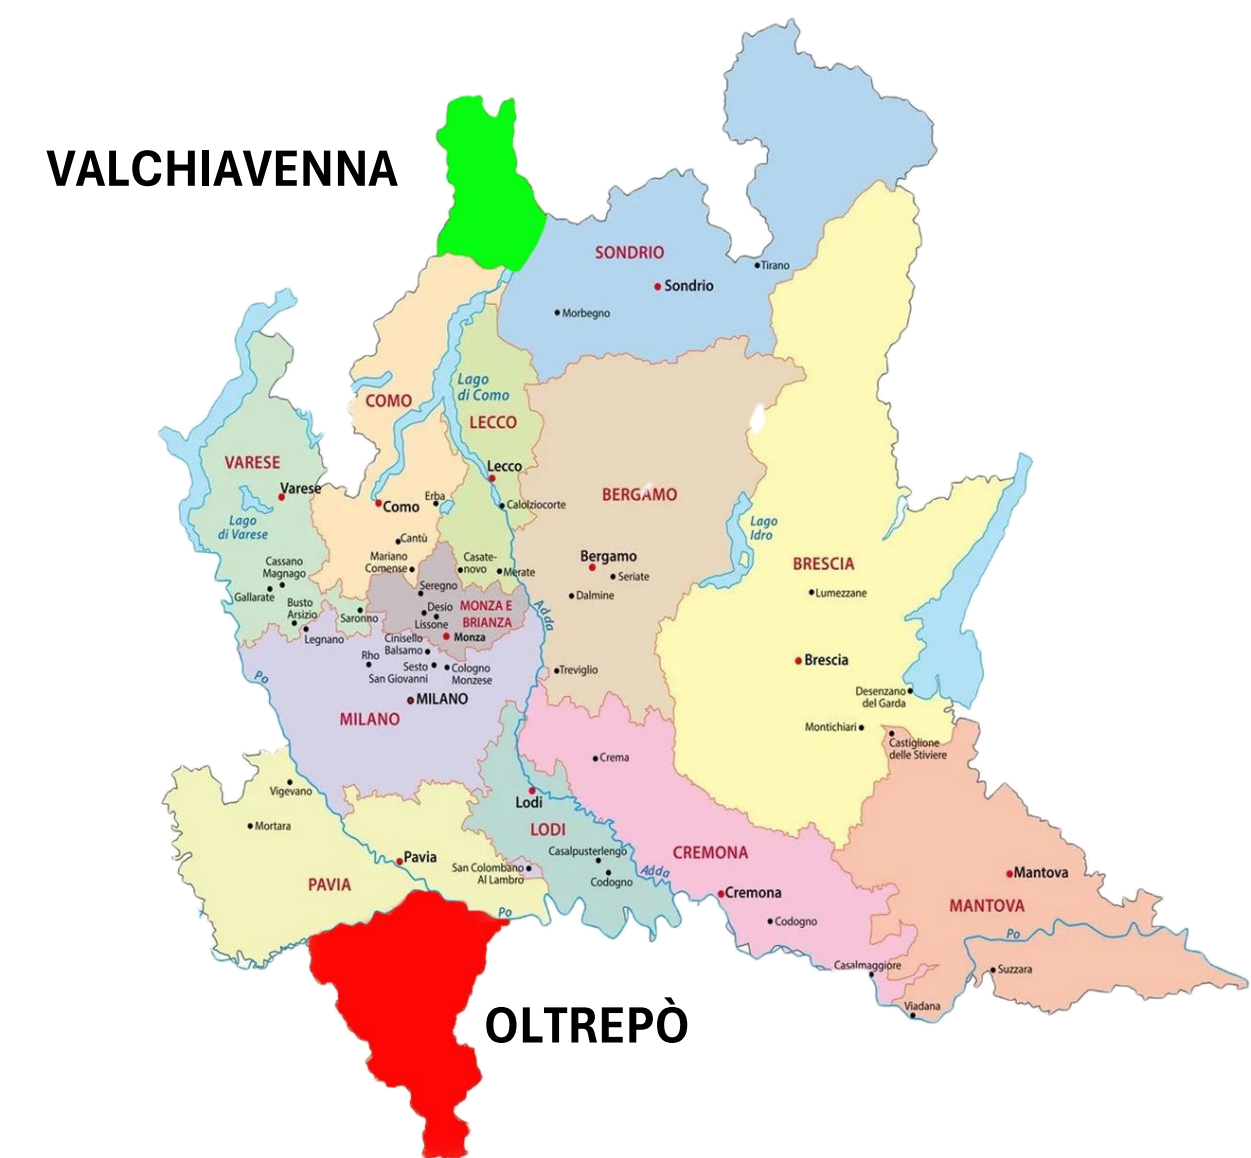 VALCHIAVENNA
SONDRIO
Tirano
Sondrio
Morbegno
Lago
di Como
COMO
LECCO
VARESE
Lecco
Varese
BERGAMO
Erba
Como
Calolziocorte
Lago
di Varese
Lago
Idro
Cantù
Bergamo
Mariano
Comense
Casate-
novo
Merate
Cassano
Magnago
BRESCIA
Seriate
Seregno
Dalmine
Lumezzane
Gallarate
Busto
Arsizio
Saronno
Desio
Lissone
MONZA E
BRIANZA
Adda
Legnano
Monza
Cinisello
Balsamo
Rho
Sesto
San Giovanni
Cologno
Monzese
Brescia
Treviglio
Po
MILANO
MILANO
Desenzano
del Garda
Montichiari
Castiglione
delle Stiviere
Crema
Vigevano
Lodi
Mortara
LODI
Pavia
Casalpusterlengo
CREMONA
San Colombano
Al Lambro
Codogno
Adda
Mantova
PAVIA
Cremona
MANTOVA
Po
Codogno
Po
Casalmaggiore
Suzzara
Viadana
OLTREPÒ